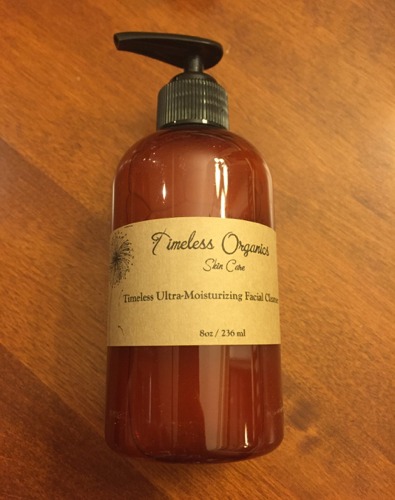 Timeless Organics
Skin Care
Timeless Ultra-Moisturizing Facial
8oz / 236 ml